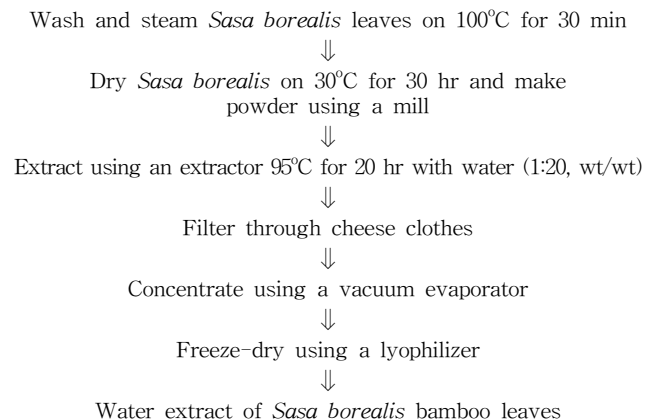 Wash and steam Sasa borealis leaves on 100°C for 30 min
⇓
Dry Sasa borealis on 30°C for 30 hr and make
powder using a mill
⇓
Extract using an extractor 95°C for 20 hr with water (1:20, wt/wt)
⇓
Filter through cheese clothes
⇓
Concentrate using a vacuum evaporator
⇓
Freeze-dry using a lyophilizer
⇓
Water extract of Sasa borealis bamboo leaves